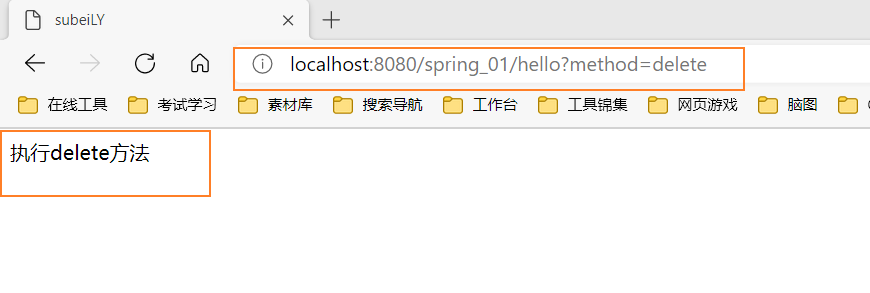 subeiLY
localhost:8080/spring_01/hello?method=delete
在线工具 考试学习 素材库 搜索导航 工作台 工具锦集 网页游戏 脑图
执行delete方法